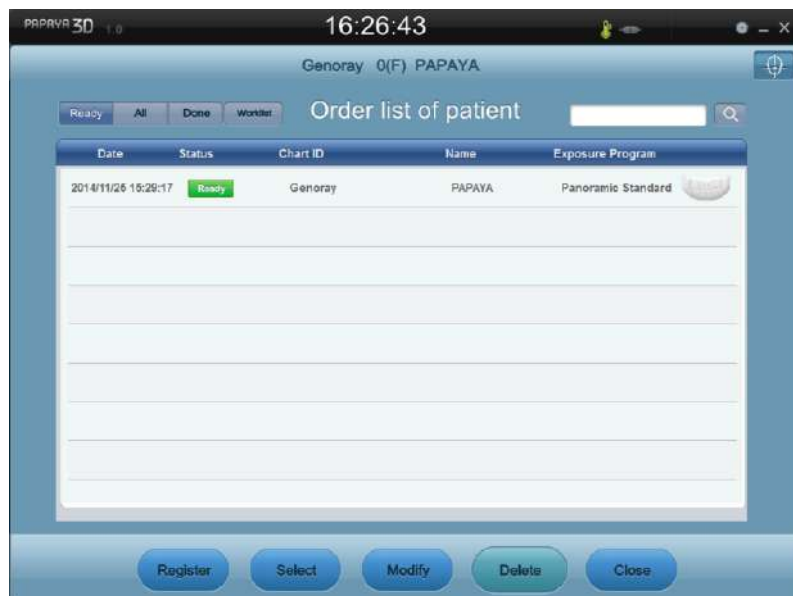 PAPAYA 3D 1.0 16:26:43
Genoray 0(F) PAPAYA
Ready All Done Worklist Order list of patient
Date Status Chart ID Name Exposure Program
2014/11/26 15:29:17 Ready Genoray PAPAYA Panoramic Standard
Register Select Modify Delete Close